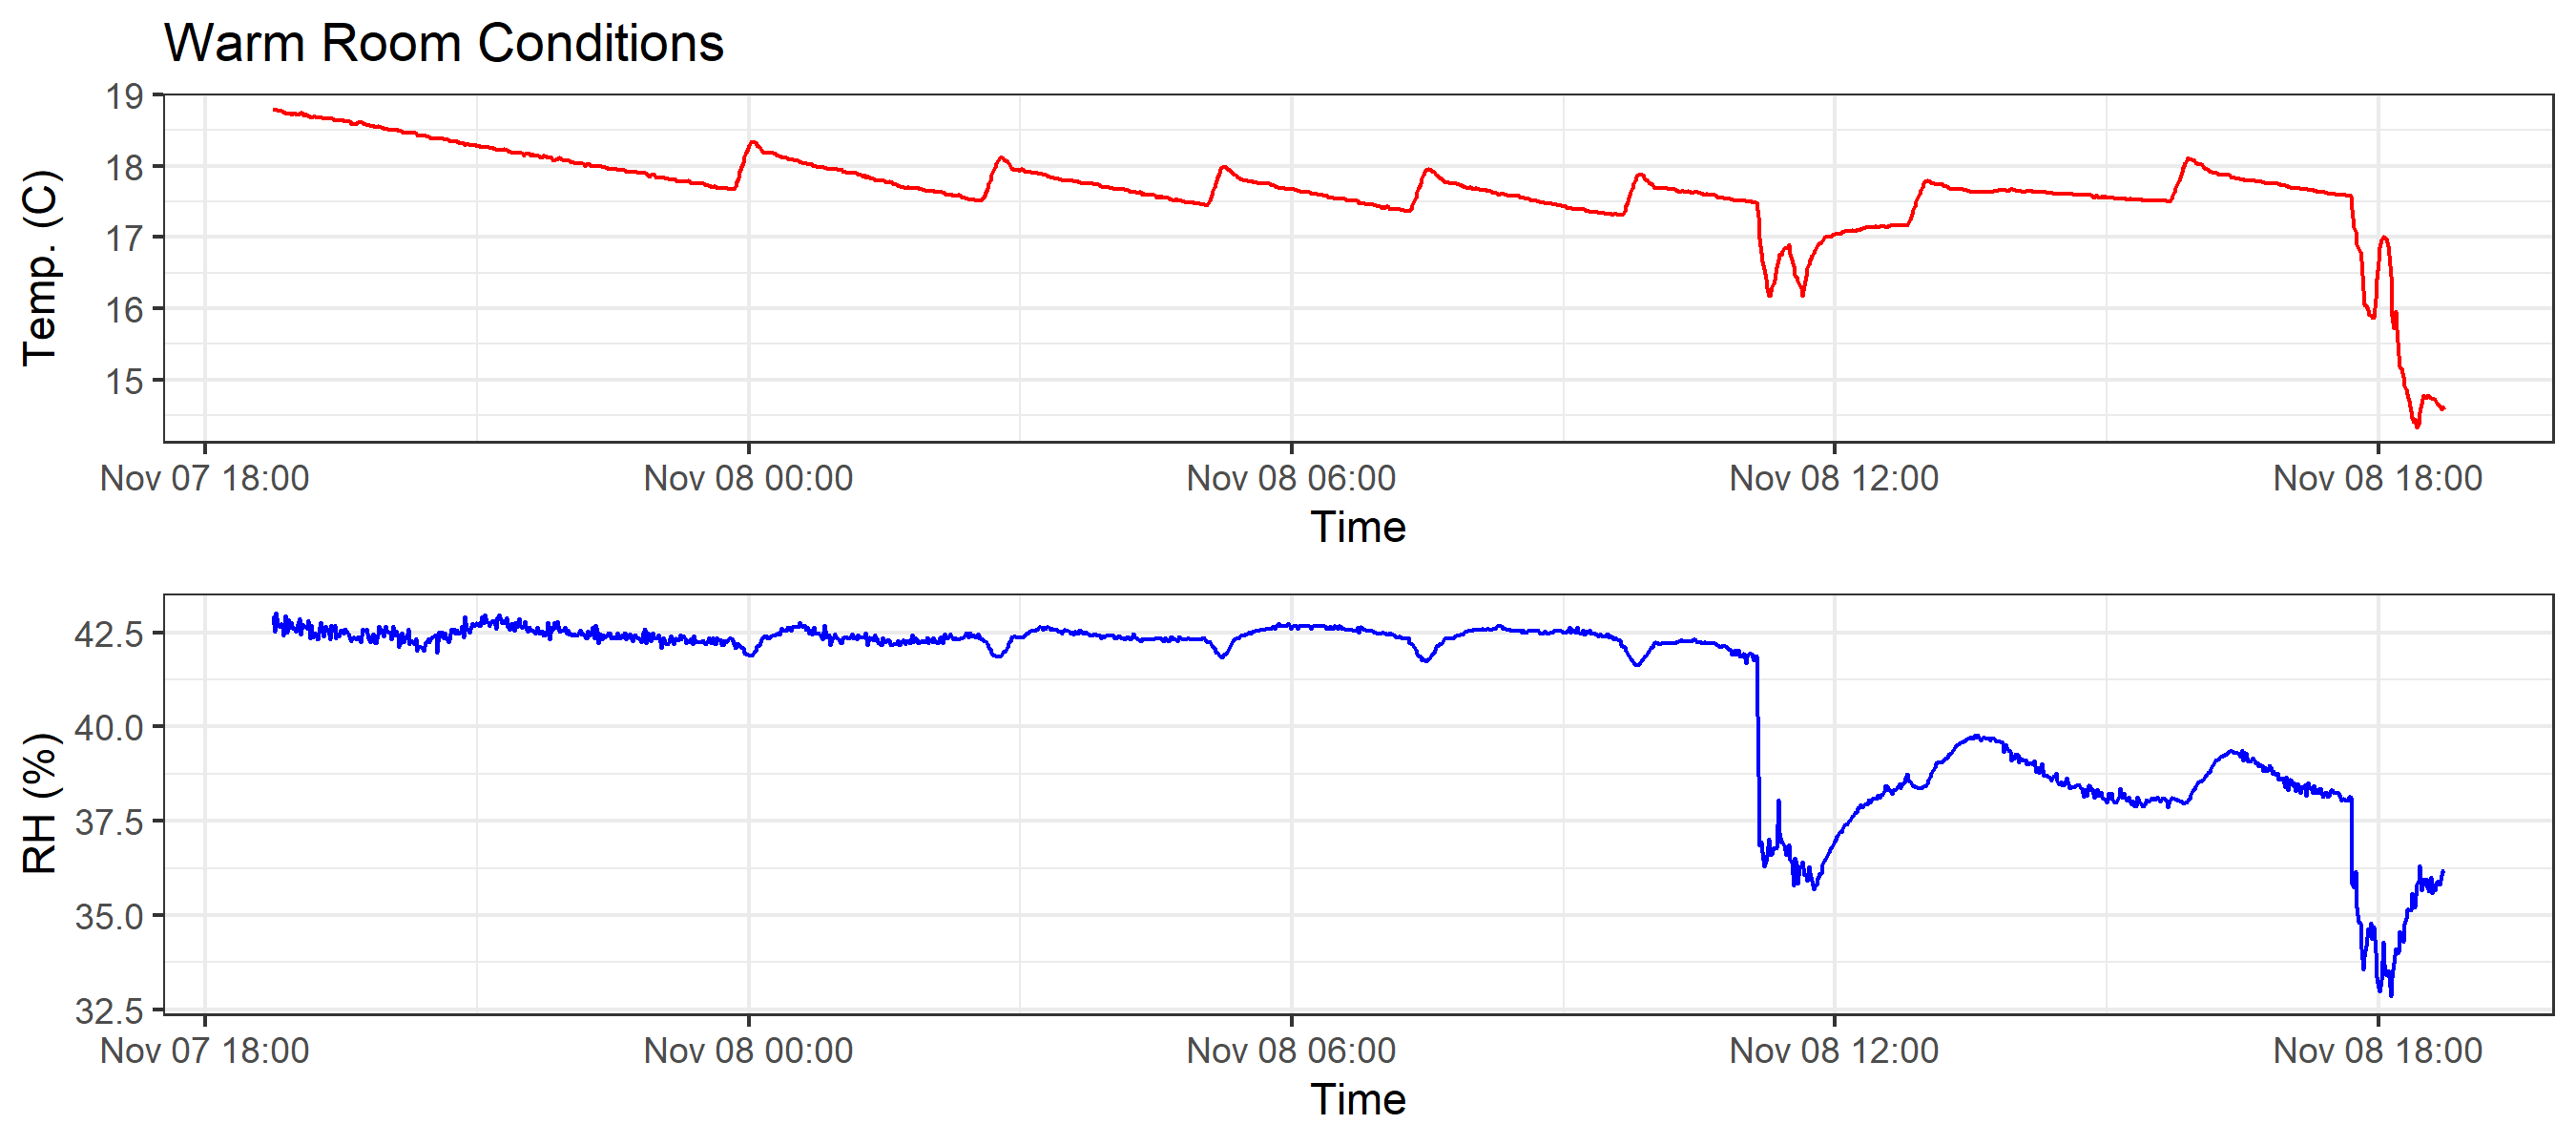 Warm Room Conditions
19
18
17
16
15
Temp. (C)
Nov 07 18:00 Nov 08 00:00 Nov 08 06:00 Nov 08 12:00 Nov 08 18:00
Time
42.5
40.0
37.5
35.0
32.5
RH (%)
Nov 07 18:00 Nov 08 00:00 Nov 08 06:00 Nov 08 12:00 Nov 08 18:00
Time